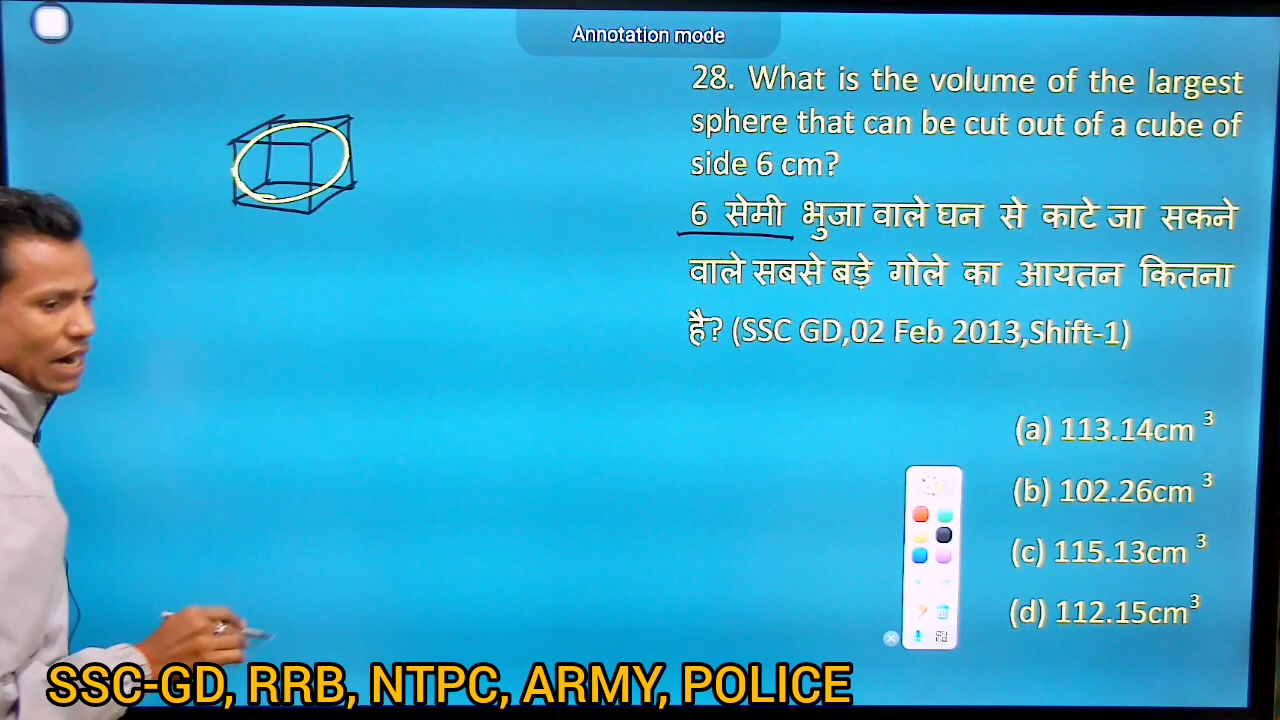 Annotation mode
28. What is the volume of the largest
sphere that can be cut out of a cube of
side 6 cm?
6 सेमी भुजा वाले घन से काटे जा सकने
वाले सबसे बड़े गोले का आयतन कितना
है? (SSC GD,02 Feb 2013,Shift-1)
(a) 113.14cm 3
(b) 102.26cm 3
(c) 115.13cm 3
(d) 112.15cm3
SSC-GD, RRB, NTPC, ARMY, POLICE